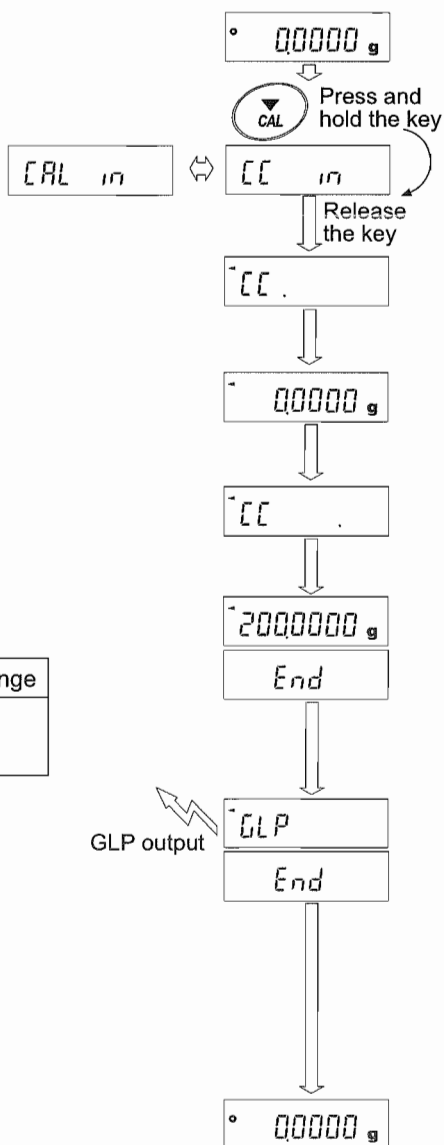 0.0000 g
CAL
Press and
hold the key
CAL in
CC in
Release
the key
CC .
0.0000 g
CC .
200.0000 g
End
nge
GLP
GLP output
End
0.0000 g